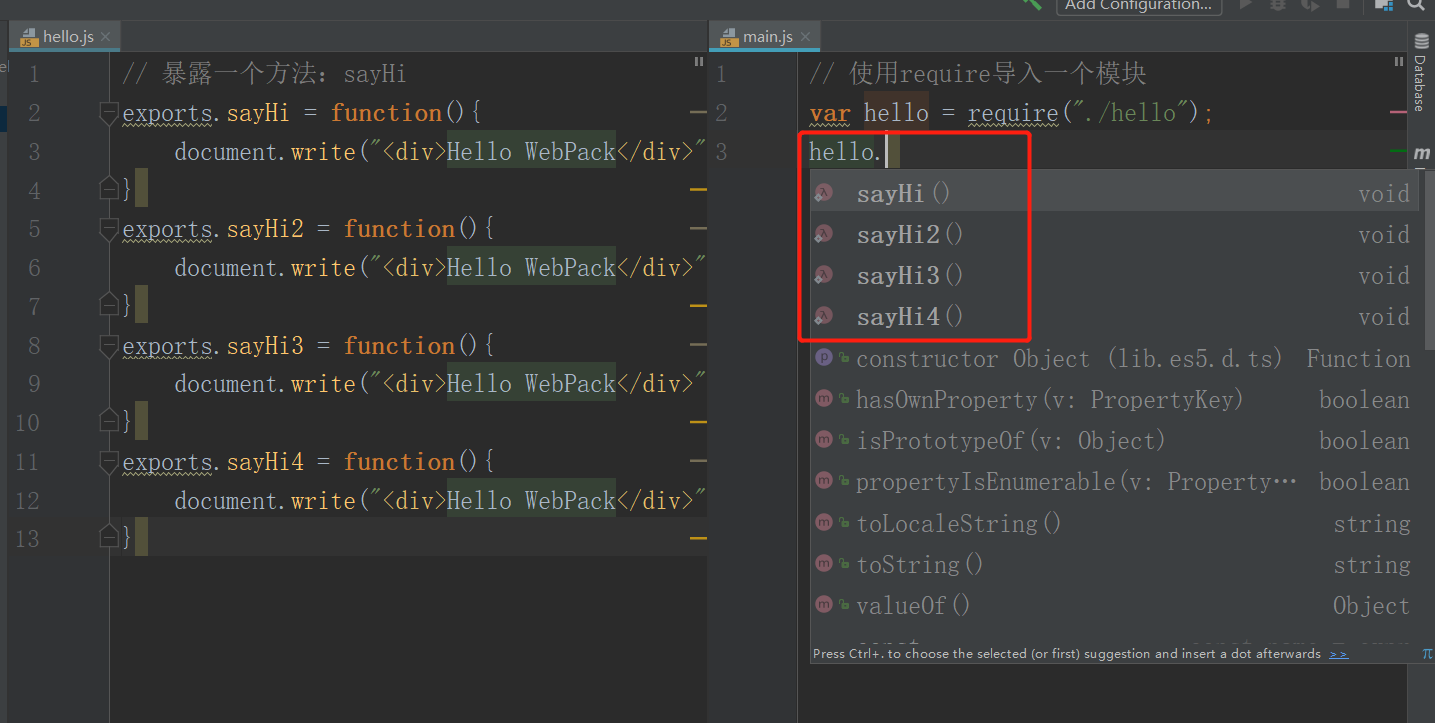 Add Configuration...
hello.js
1 // 暴露一个方法：sayHi
2 exports.sayHi = function(){
3 document.write("<div>Hello WebPack</div>"
4 }
5 exports.sayHi2 = function(){
6 document.write("<div>Hello WebPack</div>"
7 }
8 exports.sayHi3 = function(){
9 document.write("<div>Hello WebPack</div>"
10 }
11 exports.sayHi4 = function(){
12 document.write("<div>Hello WebPack</div>"
13 }
main.js
1 // 使用require导入一个模块
2 var hello = require("./hello");
3 hello.
sayHi() void
sayHi2() void
sayHi3() void
sayHi4() void
constructor Object (lib.es5.d.ts) Function
hasOwnProperty(v: PropertyKey) boolean
isPrototypeOf(v: Object) boolean
propertyIsEnumerable(v: Property… boolean
toLocaleString() string
toString() string
valueOf() Object
Press Ctrl+. to choose the selected (or first) suggestion and insert a dot afterwards >> π
Database
m